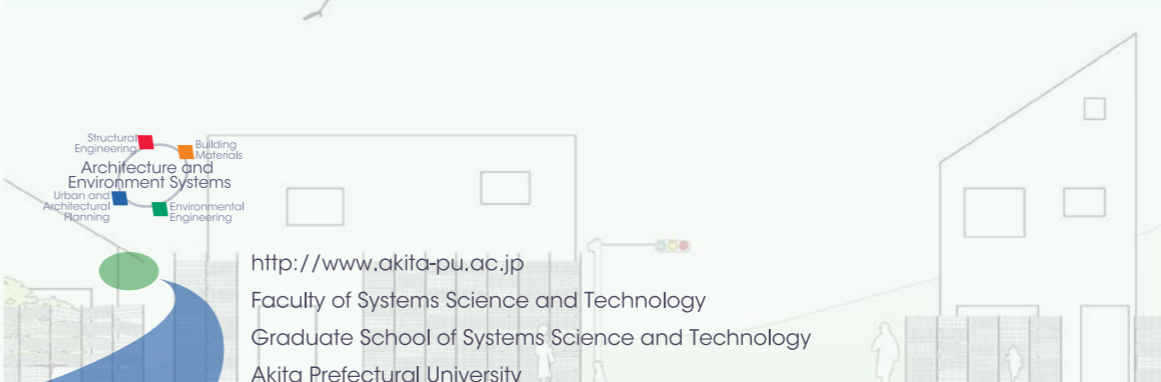 Structural
Engineering
Building
Materials
Architecture and
Environment Systems
Urban and
Architectural
Planning
Environmental
Engineering
http://www.akita-pu.ac.jp
Faculty of Systems Science and Technology
Graduate School of Systems Science and Technology
Akita Prefectural University